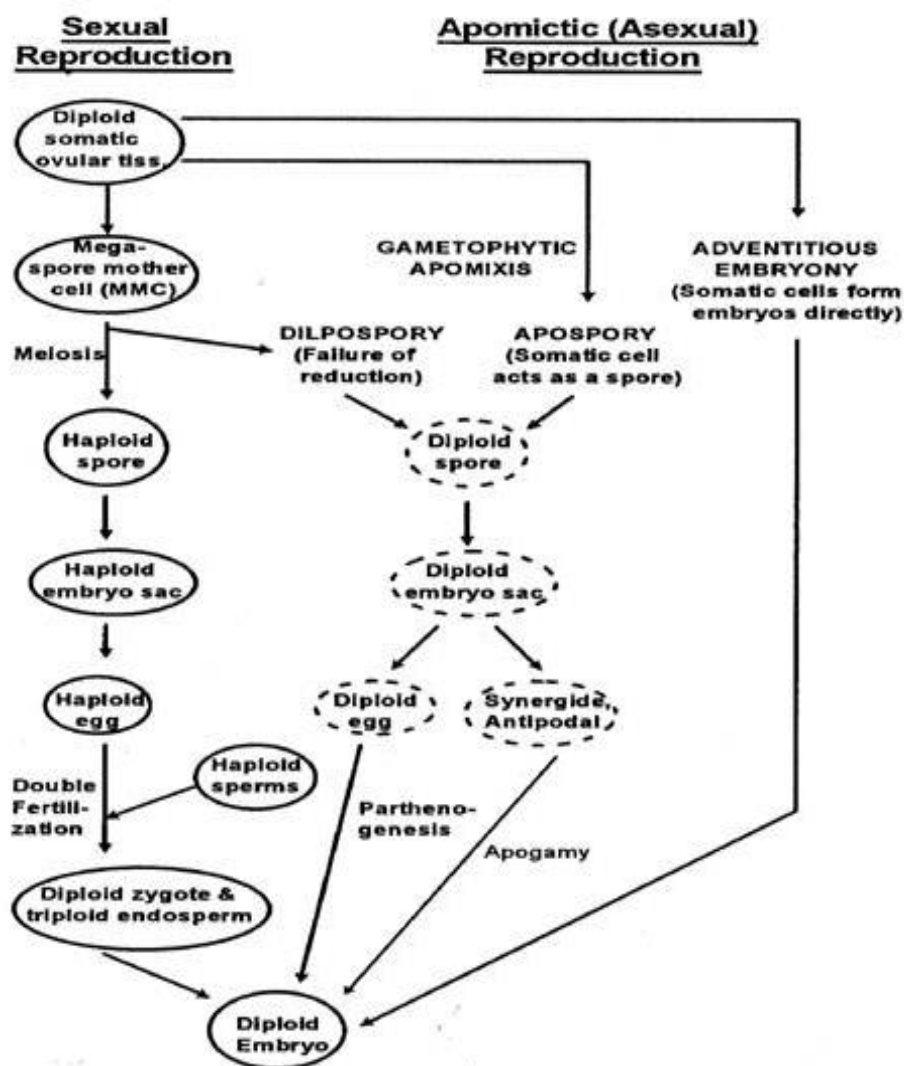 Sexual
Reproduction
Apomictic (Asexual)
Reproduction
Diploid
somatic
ovular tiss.
Mega-
spore mother
cell (MMC)
GAMETOPHYTIC
APOMIXIS
ADVENTITIOUS
EMBRYONY
(Somatic cells form
embryos directly)
Meiosis
DILPOSPORY
(Failure of
reduction)
APOSPORY
(Somatic cell
acts as a spore)
Haploid
spore
Diploid
spore
Haploid
embryo sac
Diploid
embryo sac
Haploid
egg
Diploid
egg
Synergide,
Antipodal
Haploid
sperms
Double
Fertili-
zation
Partheno-
genesis
Apogamy
Diploid zygote &
triploid endosperm
Diploid
Embryo